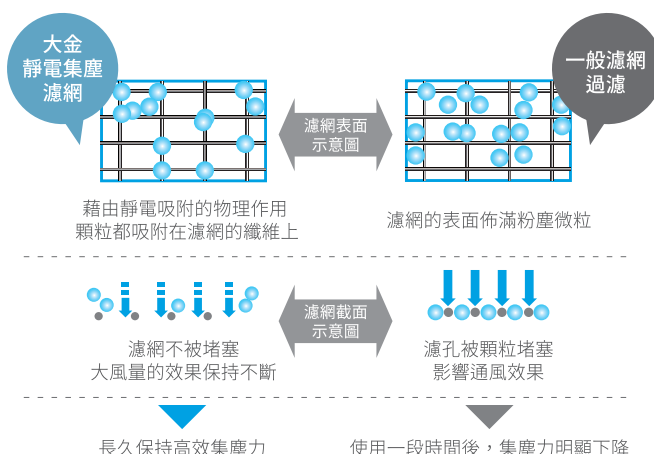 大金
靜電集塵
濾網
一般濾網
過濾
濾網表面
示意圖
藉由靜電吸附的物理作用
顆粒都吸附在濾網的纖維上
濾網的表面佈滿粉塵微粒
濾網截面
示意圖
濾網不被堵塞
大風量的效果保持不斷
濾孔被顆粒堵塞
影響通風效果
長久保持高效集塵力
使用一段時間後，集塵力明顯下降